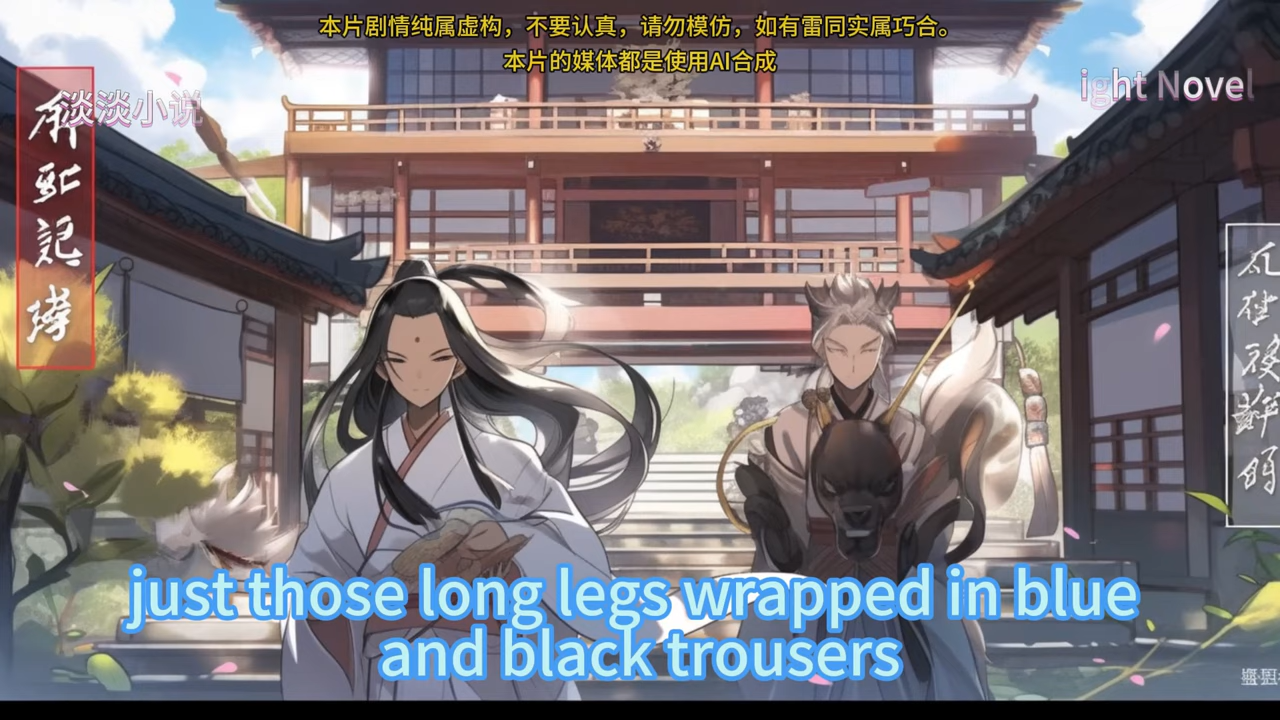 本片剧情纯属虚构，不要认真，请勿模仿，如有雷同实属巧合。
本片的媒体都是使用AI合成
淡淡小说
ight Novel
just those long legs wrapped in blue
and black trousers